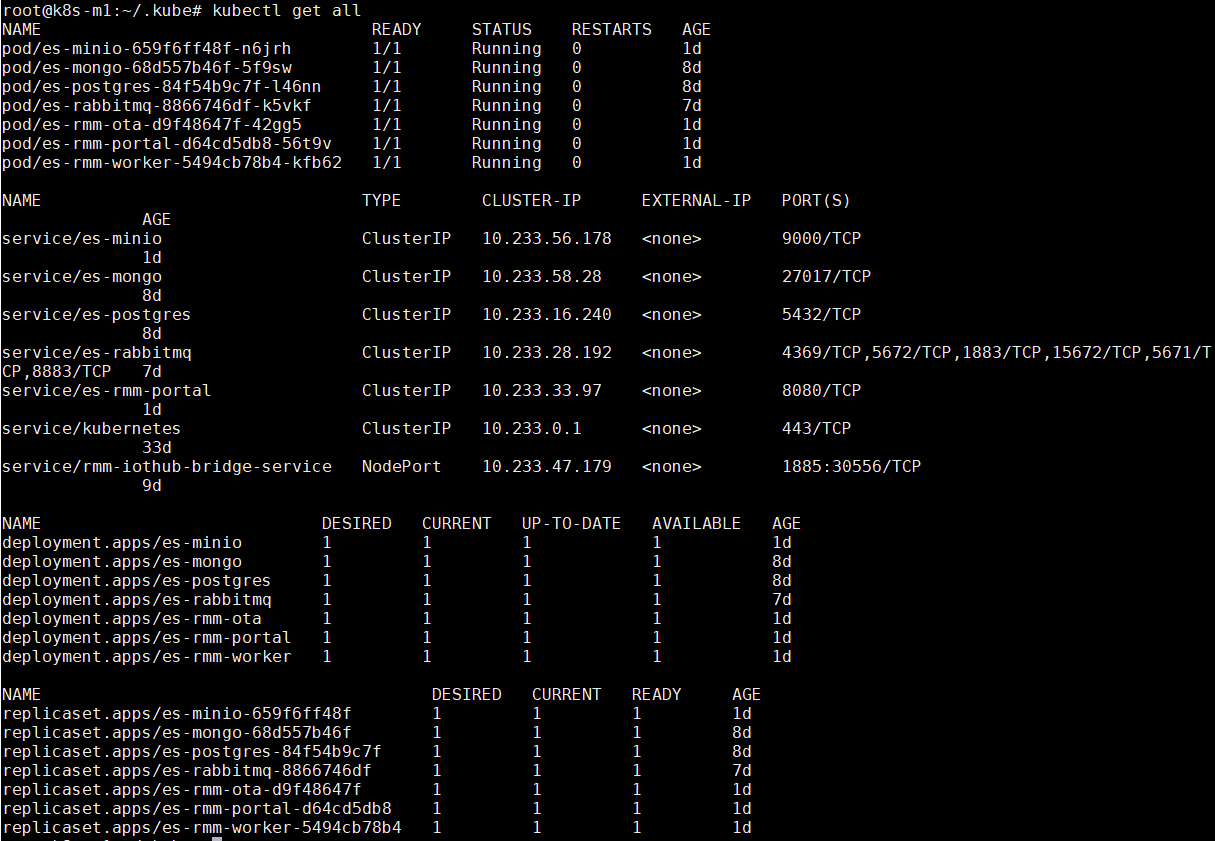 root@k8s-m1:~/.kube# kubectl get all
NAME READY STATUS RESTARTS AGE
pod/es-minio-659f6ff48f-n6jrh 1/1 Running 0 1d
pod/es-mongo-68d557b46f-5f9sw 1/1 Running 0 8d
pod/es-postgres-84f54b9c7f-l46nn 1/1 Running 0 8d
pod/es-rabbitmq-8866746df-k5vkf 1/1 Running 0 7d
pod/es-rmm-ota-d9f48647f-42gg5 1/1 Running 0 1d
pod/es-rmm-portal-d64cd5db8-56t9v 1/1 Running 0 1d
pod/es-rmm-worker-5494cb78b4-kfb62 1/1 Running 0 1d
NAME TYPE CLUSTER-IP EXTERNAL-IP PORT(S)
AGE
service/es-minio ClusterIP 10.233.56.178 <none> 9000/TCP
1d
service/es-mongo ClusterIP 10.233.58.28 <none> 27017/TCP
8d
service/es-postgres ClusterIP 10.233.16.240 <none> 5432/TCP
8d
service/es-rabbitmq ClusterIP 10.233.28.192 <none> 4369/TCP,5672/TCP,1883/TCP,15672/TCP,5671/T
CP,8883/TCP 7d
service/es-rmm-portal ClusterIP 10.233.33.97 <none> 8080/TCP
1d
service/kubernetes ClusterIP 10.233.0.1 <none> 443/TCP
33d
service/rmm-iothub-bridge-service NodePort 10.233.47.179 <none> 1885:30556/TCP
9d
NAME DESIRED CURRENT UP-TO-DATE AVAILABLE AGE
deployment.apps/es-minio 1 1 1 1 1d
deployment.apps/es-mongo 1 1 1 1 8d
deployment.apps/es-postgres 1 1 1 1 8d
deployment.apps/es-rabbitmq 1 1 1 1 7d
deployment.apps/es-rmm-ota 1 1 1 1 1d
deployment.apps/es-rmm-portal 1 1 1 1 1d
deployment.apps/es-rmm-worker 1 1 1 1 1d
NAME DESIRED CURRENT READY AGE
replicaset.apps/es-minio-659f6ff48f 1 1 1 1d
replicaset.apps/es-mongo-68d557b46f 1 1 1 8d
replicaset.apps/es-postgres-84f54b9c7f 1 1 1 8d
replicaset.apps/es-rabbitmq-8866746df 1 1 1 7d
replicaset.apps/es-rmm-ota-d9f48647f 1 1 1 1d
replicaset.apps/es-rmm-portal-d64cd5db8 1 1 1 1d
replicaset.apps/es-rmm-worker-5494cb78b4 1 1 1 1d